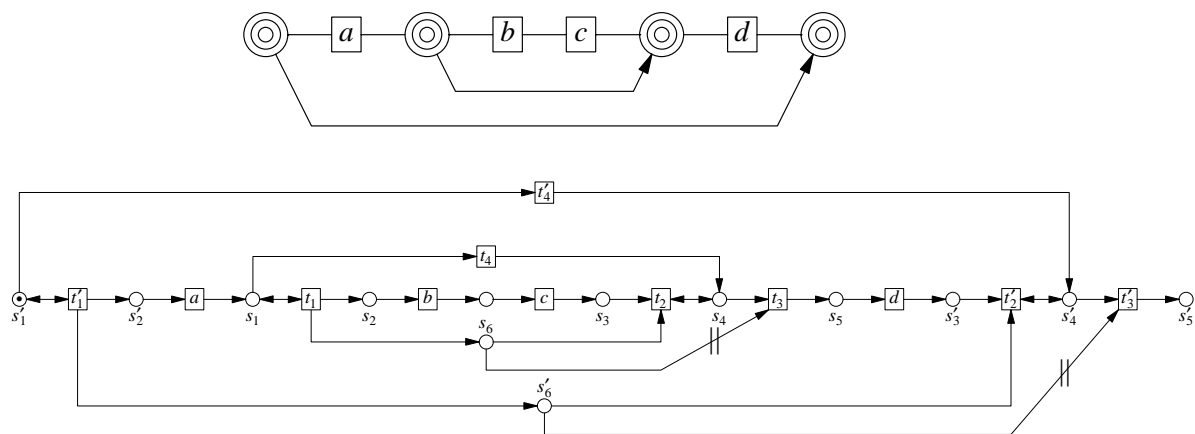 a b c d
t′4
t4
t′1 a t1 b c t2 t3 d t′2 t′3
s′1 s′2 s1 s2 s3 s4 s5 s′3 s′4 s′5
s6
s′6